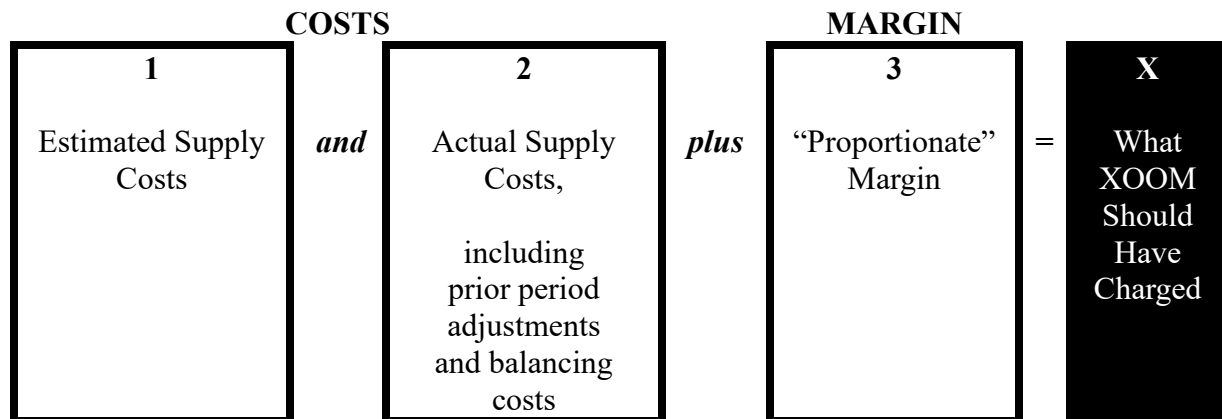 COSTS
MARGIN
1
Estimated Supply
Costs
and
2
Actual Supply
Costs,
including
prior period
adjustments
and balancing
costs
plus
3
“Proportionate”
Margin
=
X
What
XOOM
Should
Have
Charged